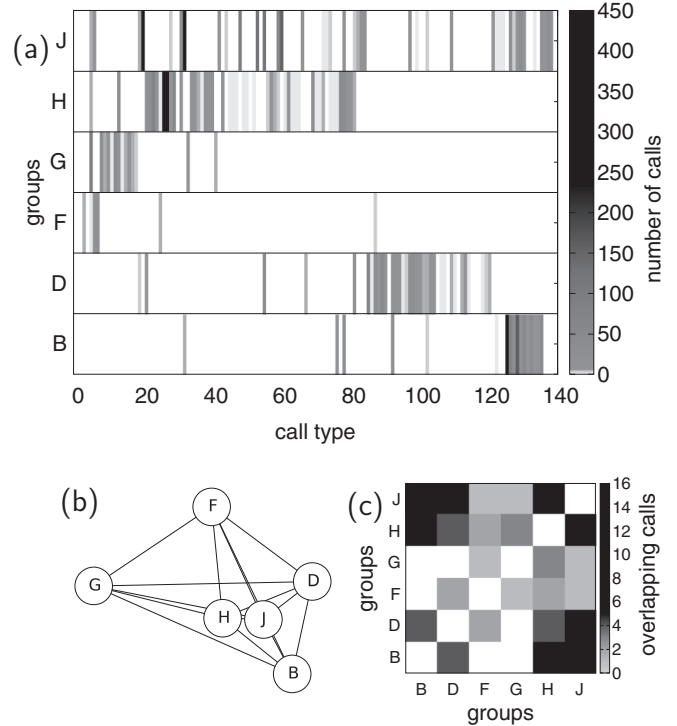 (a)
J
H
G
F
D
B
groups
0 20 40 60 80 100 120 140
call type
450
400
350
300
250
200
150
100
50
0
number of calls
(b)
F
G
D
H
J
B
(c)
J
H
G
F
D
B
groups
B D F G H J
groups
16
14
12
10
8
6
4
2
0
overlapping calls